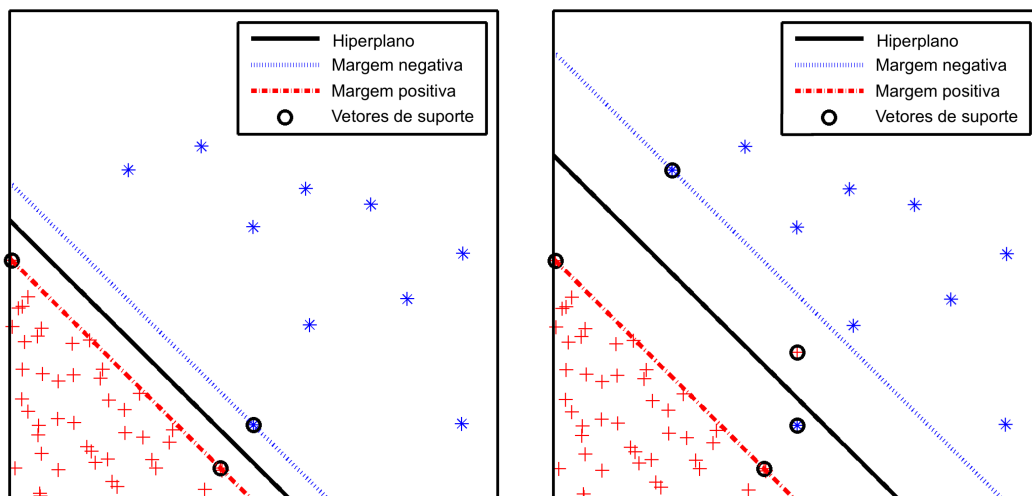 Hiperplano
Margem negativa
Margem positiva
Vetores de suporte
Hiperplano
Margem negativa
Margem positiva
Vetores de suporte